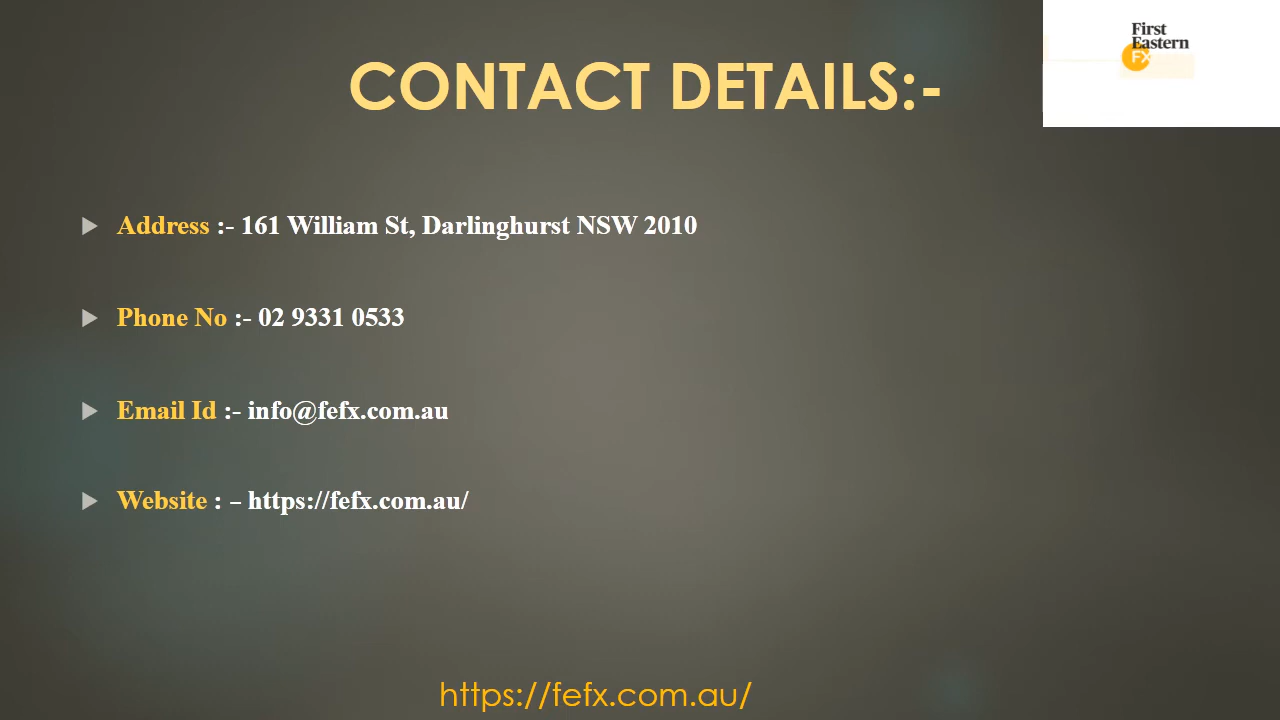 First
Eastern
FX
CONTACT DETAILS:-
Address :- 161 William St, Darlinghurst NSW 2010
Phone No :- 02 9331 0533
Email Id :- info@fefx.com.au
Website : – https://fefx.com.au/
https://fefx.com.au/